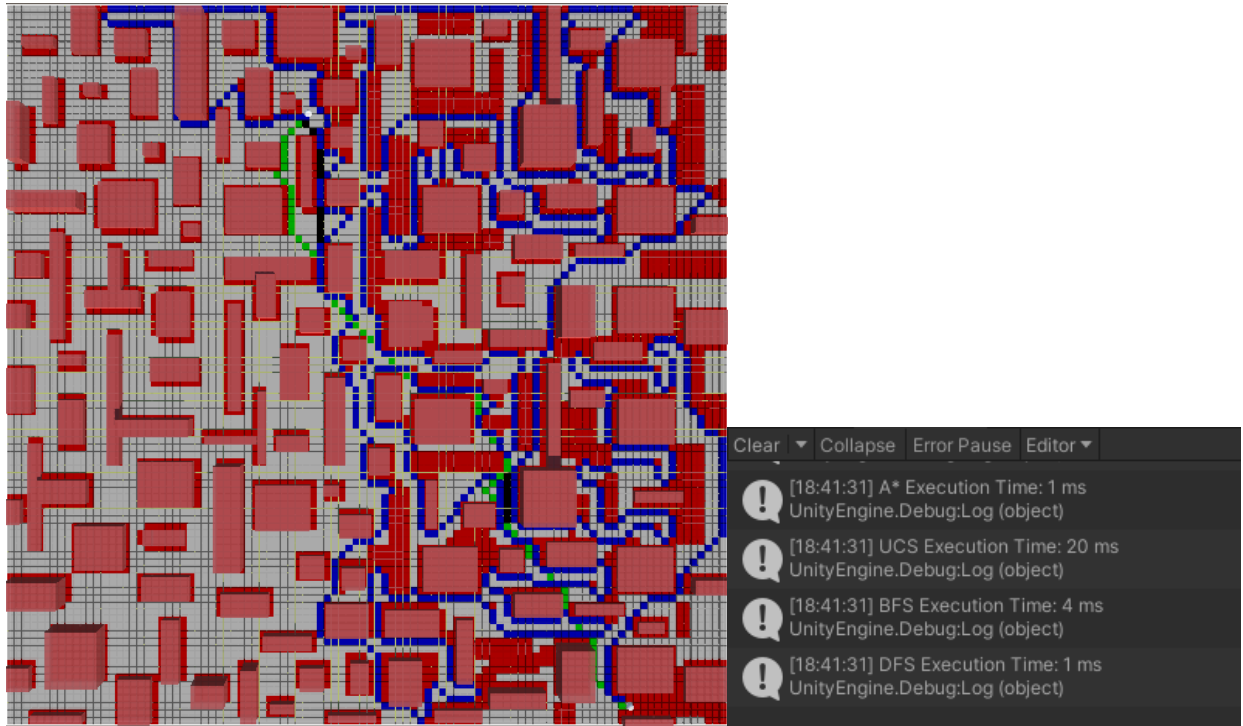 Clear Collapse Error Pause Editor
[18:41:31] A* Execution Time: 1 ms
UnityEngine.Debug:Log (object)
[18:41:31] UCS Execution Time: 20 ms
UnityEngine.Debug:Log (object)
[18:41:31] BFS Execution Time: 4 ms
UnityEngine.Debug:Log (object)
[18:41:31] DFS Execution Time: 1 ms
UnityEngine.Debug:Log (object)